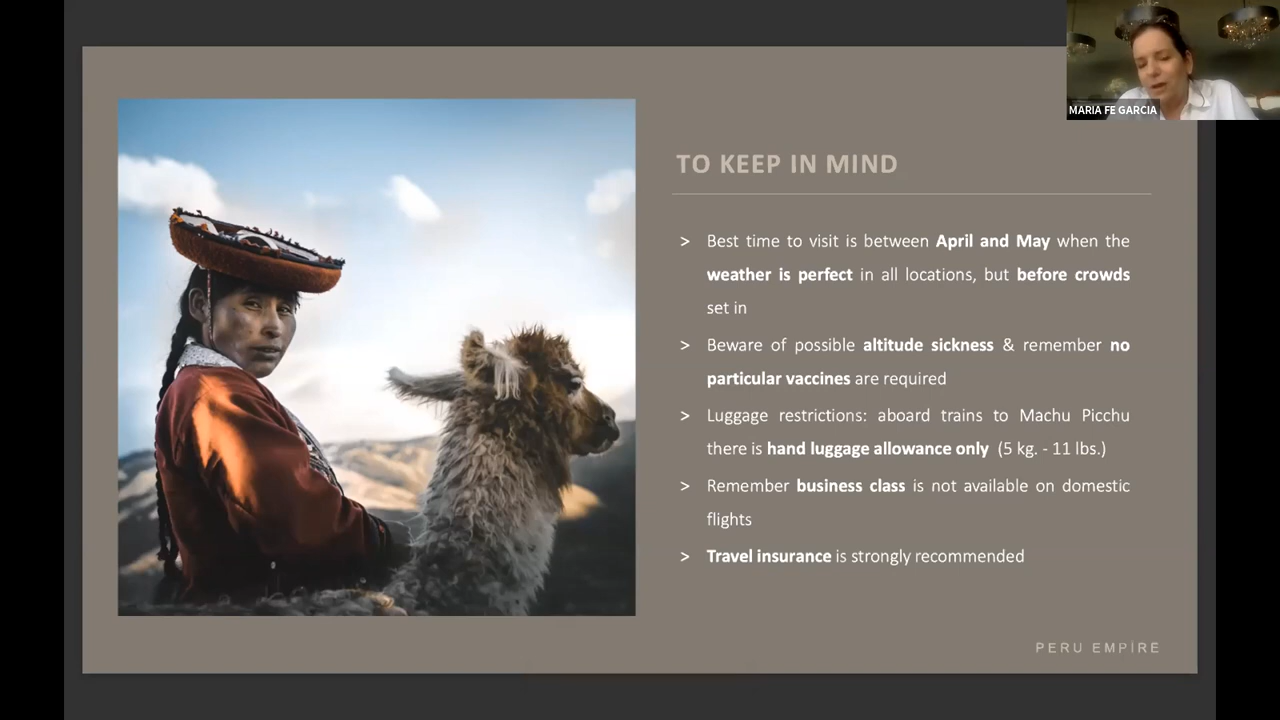 MARIA FE GARCIA
TO KEEP IN MIND
> Best time to visit is between April and May when the
weather is perfect in all locations, but before crowds
set in
> Beware of possible altitude sickness & remember no
particular vaccines are required
> Luggage restrictions: aboard trains to Machu Picchu
there is hand luggage allowance only (5 kg. - 11 lbs.)
> Remember business class is not available on domestic
flights
> Travel insurance is strongly recommended
PERU EMPIRE